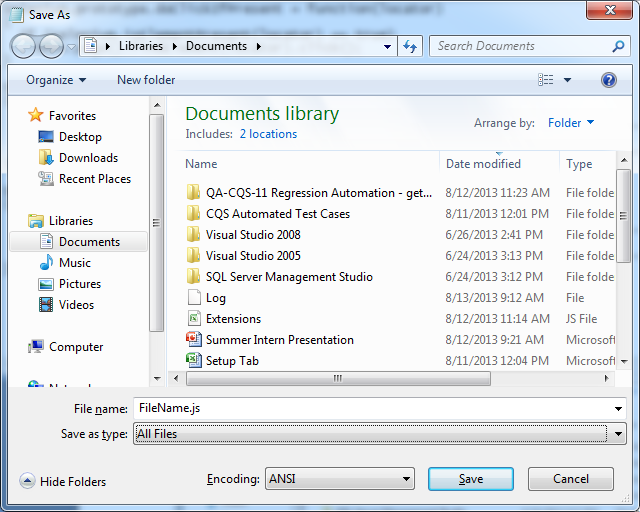 Save As
Libraries Documents
Search Documents
Organize New folder
Favorites
Desktop
Downloads
Recent Places
Libraries
Documents
Music
Pictures
Videos
Computer
Documents library
Includes: 2 locations
Arrange by: Folder
Name Date modified Type
QA-CQS-11 Regression Automation - get... 8/12/2013 11:23 AM File folde
CQS Automated Test Cases 8/11/2013 12:01 PM File folde
Visual Studio 2008 6/26/2013 2:41 PM File folde
Visual Studio 2005 6/24/2013 3:13 PM File folde
SQL Server Management Studio 6/24/2013 3:12 PM File folde
Log 8/13/2013 9:12 AM File
Extensions 8/12/2013 11:14 AM JS File
Summer Intern Presentation 8/12/2013 9:21 AM Microsoft
Setup Tab 8/11/2013 12:04 PM Microsoft
File name: FileName.js
Save as type: All Files
Hide Folders
Encoding: ANSI
Save
Cancel